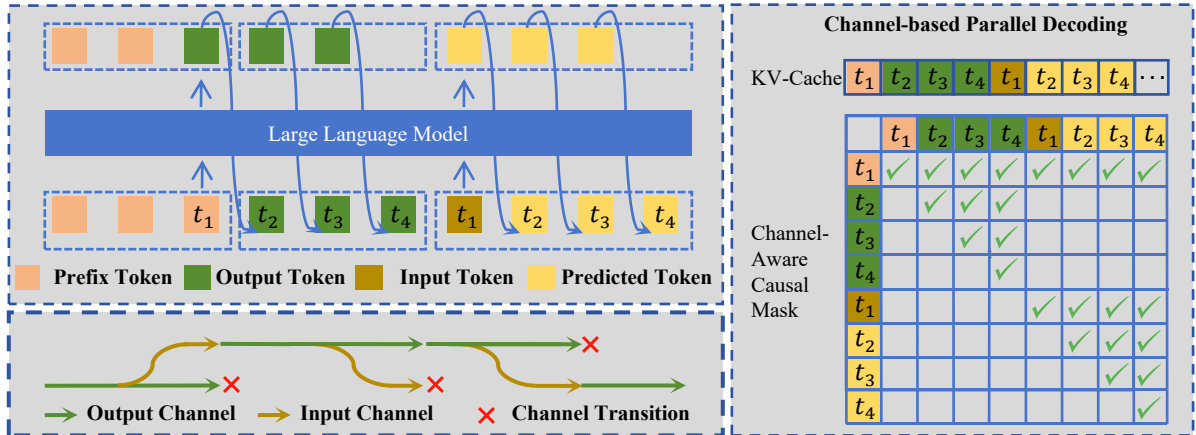 Large Language Model
t₁ t₂ t₃ t₄ t₁ t₂ t₃ t₄
Prefix Token Output Token Input Token Predicted Token
Output Channel Input Channel Channel Transition
Channel-based Parallel Decoding
KV-Cache t₁ t₂ t₃ t₄ t₁ t₂ t₃ t₄ ···
t₁ t₂ t₃ t₄ t₁ t₂ t₃ t₄
t₁
t₂
t₃
t₄
t₁
t₂
t₃
t₄
Channel-
Aware
Causal
Mask